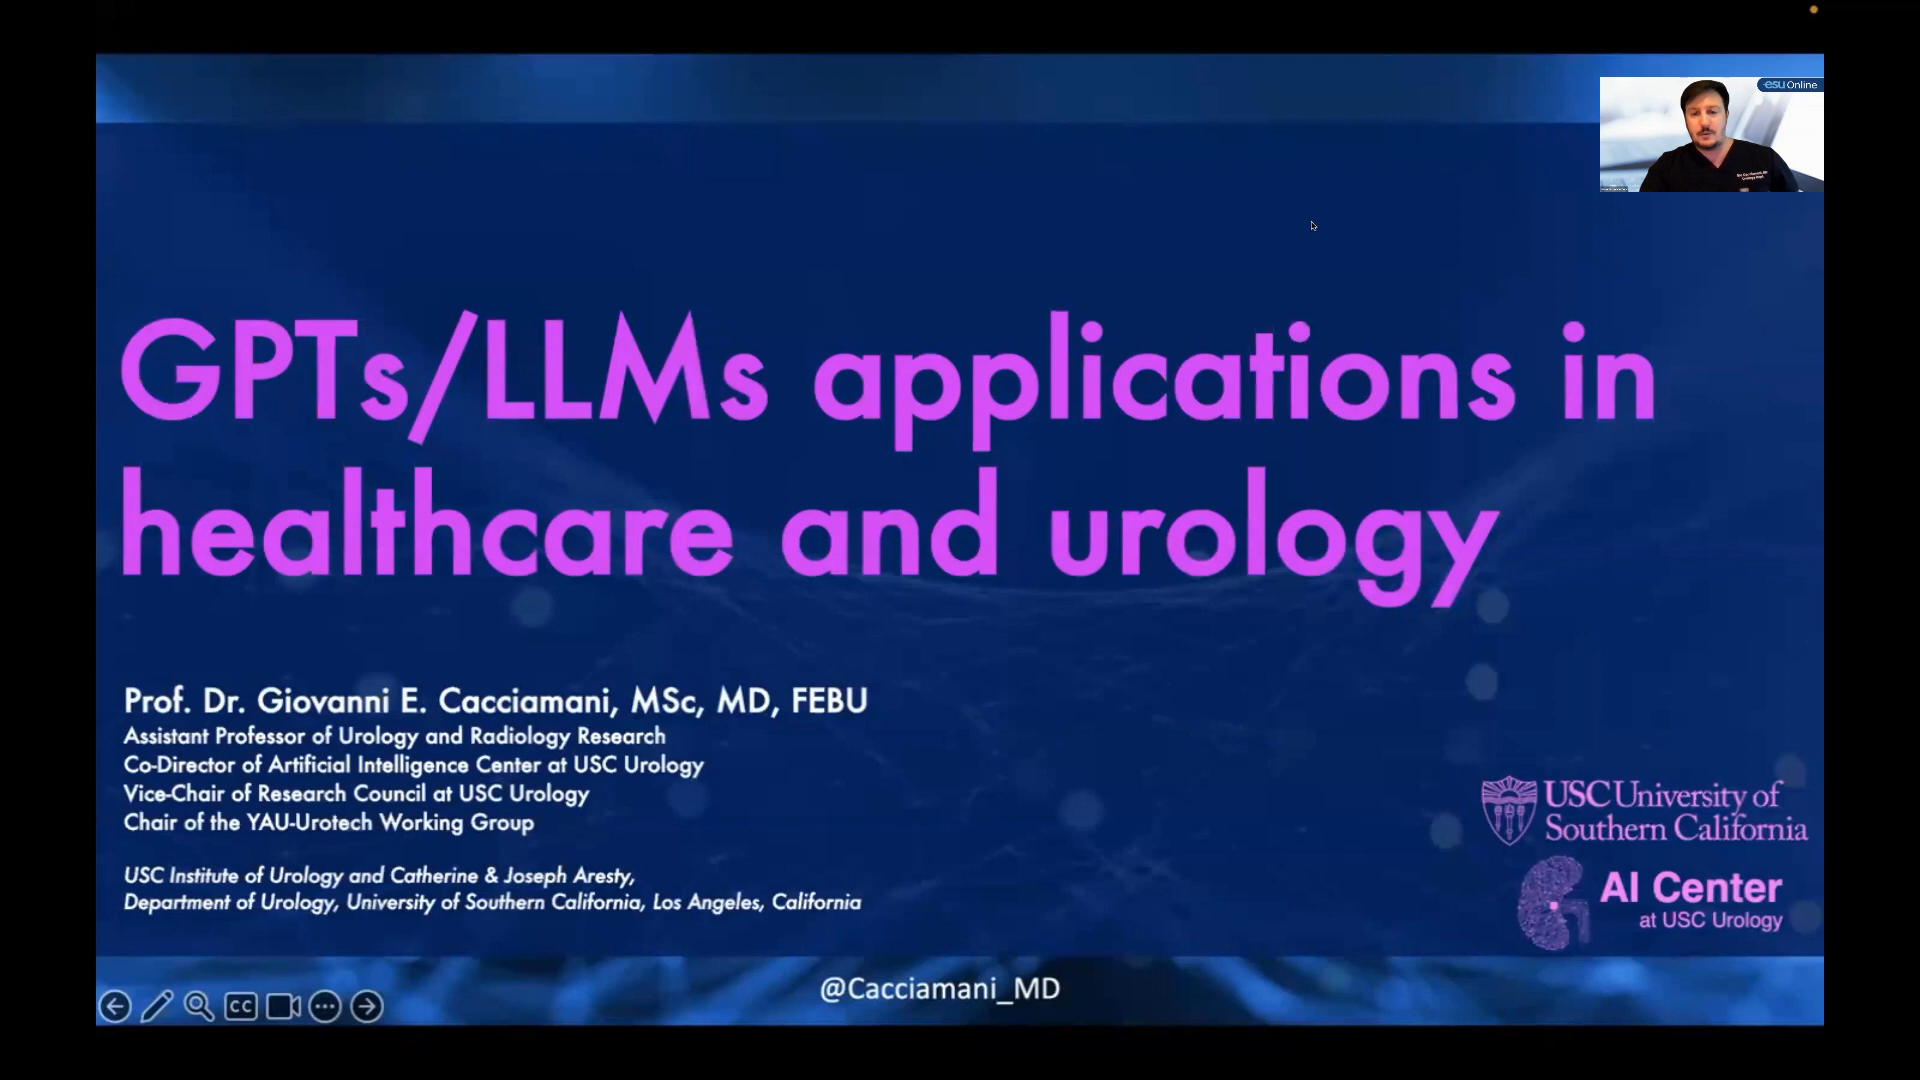 esu Online
GPTs/LLMs applications in
healthcare and urology
Prof. Dr. Giovanni E. Cacciamani, MSc, MD, FEBU
Assistant Professor of Urology and Radiology Research
Co-Director of Artificial Intelligence Center at USC Urology
Vice-Chair of Research Council at USC Urology
Chair of the YAU-Urotech Working Group
USC Institute of Urology and Catherine & Joseph Aresty,
Department of Urology, University of Southern California, Los Angeles, California
USC University of
Southern California
AI Center
at USC Urology
@Cacciamani_MD
CC